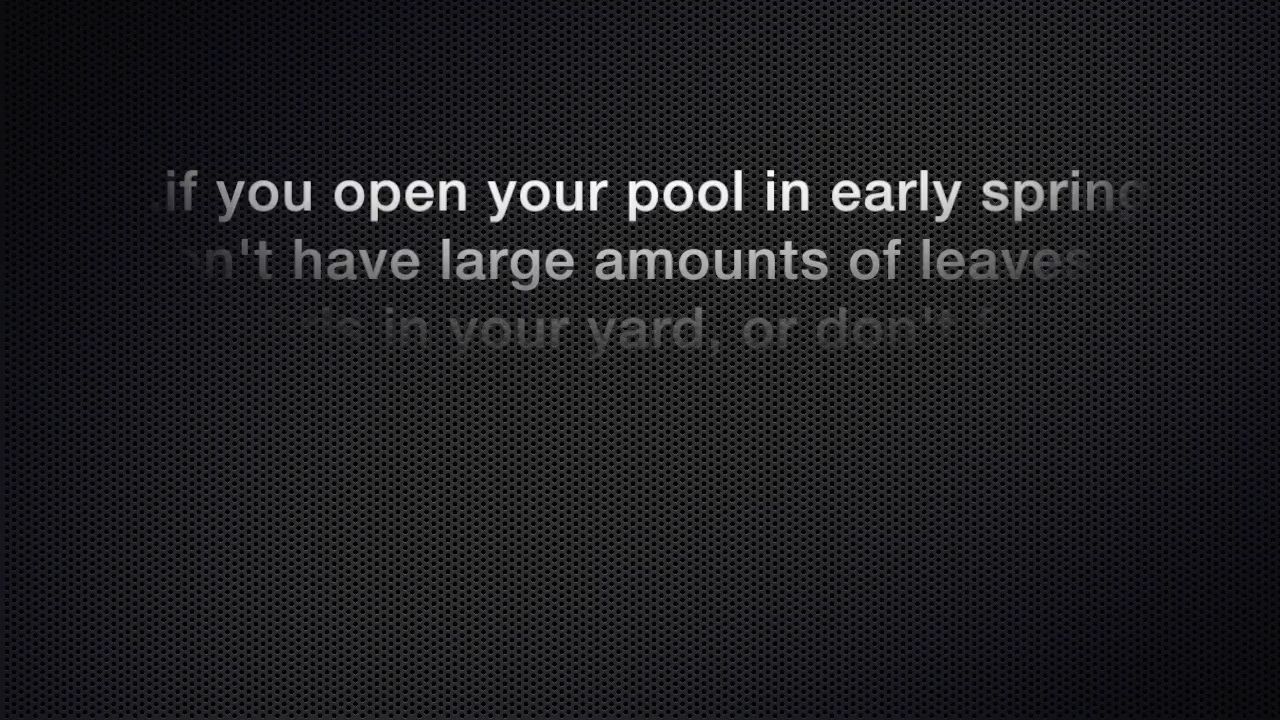 if you open your pool in early spring
have large amounts of leaves
in your yard, or don't